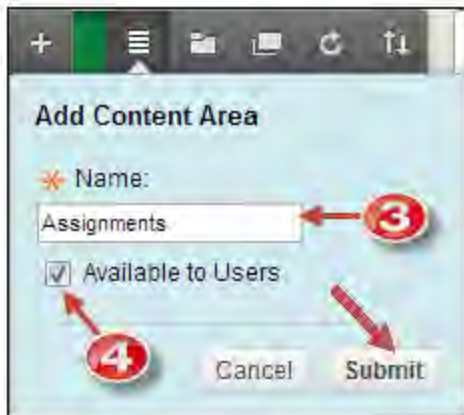 Add Content Area
Name:
Assignments
3
Available to Users
4
Cancel Submit